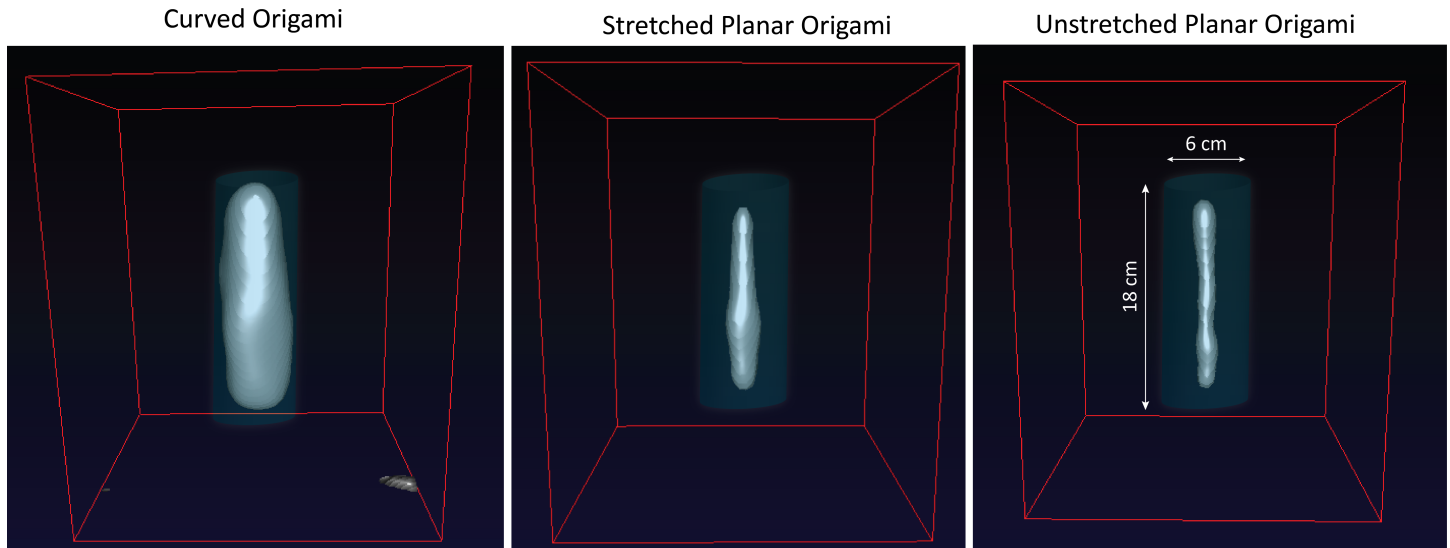 Curved Origami
Stretched Planar Origami
Unstretched Planar Origami
6 cm
18 cm